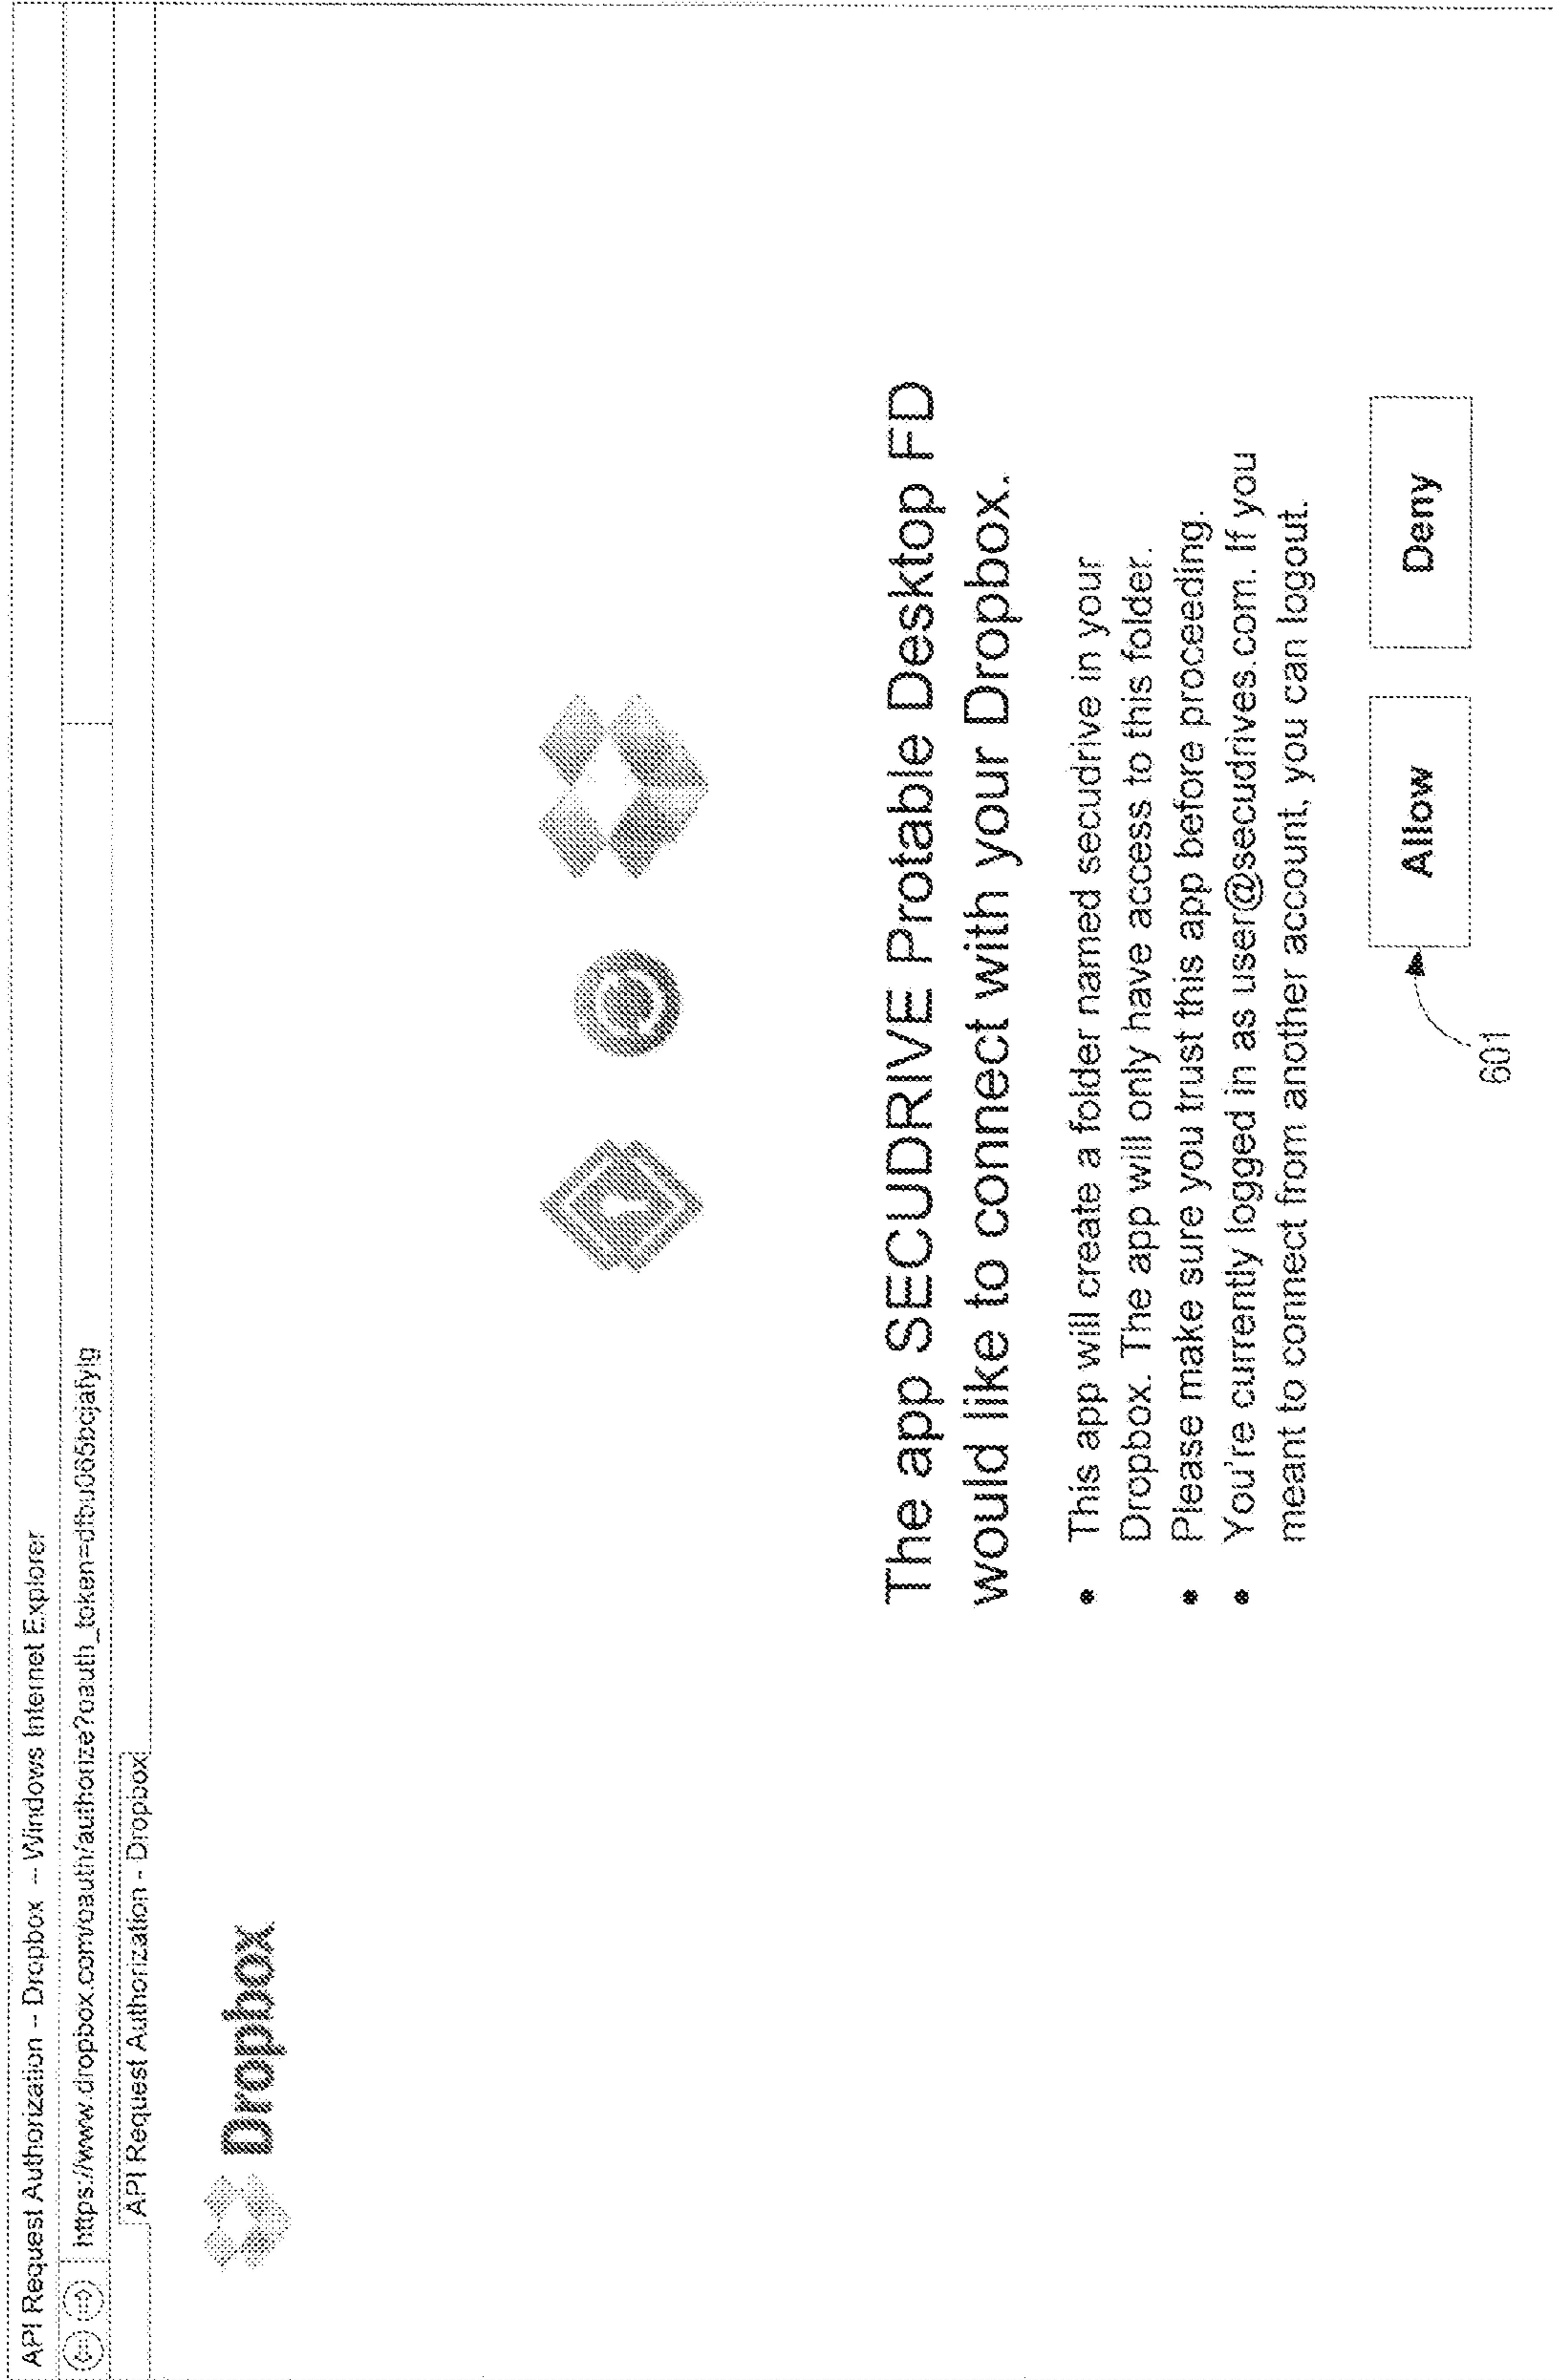 API Request Authorization -- Dropbox -- Windows Internet Explorer
https://www.dropbox.com/oauth/authorize?oauth_token=dfbu065bcjafylg
API Request Authorization - Dropbox
Dropbox
The app SECUDRIVE Protable Desktop FD
would like to connect with your Dropbox.
• This app will create a folder named secudrive in your
Dropbox. The app will only have access to this folder.
• Please make sure you trust this app before proceeding.
• You're currently logged in as user@secudrives.com. If you
meant to connect from another account, you can logout.
Allow
Deny
601